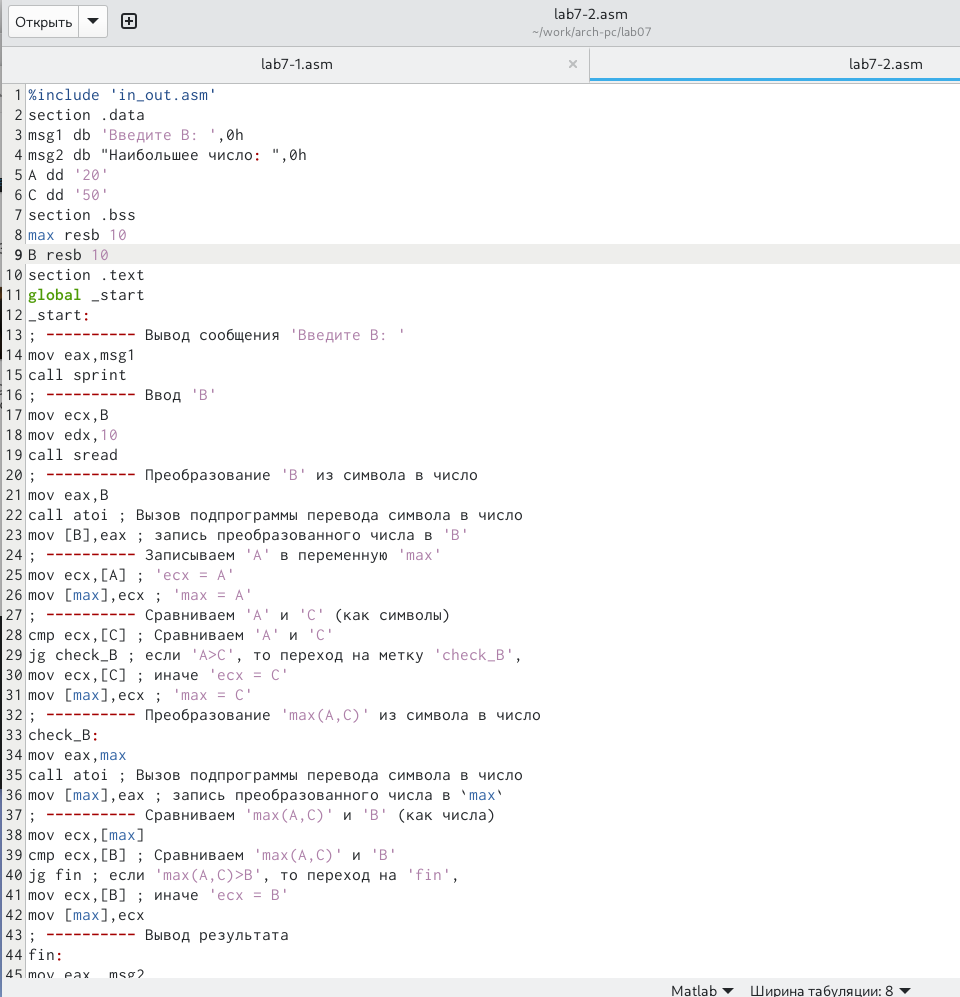 Открыть
lab7-2.asm
~/work/arch-pc/lab07
lab7-1.asm × lab7-2.asm
1 %include 'in_out.asm'
2 section .data
3 msg1 db 'Введите B: ',0h
4 msg2 db "Наибольшее число: ",0h
5 A dd '20'
6 C dd '50'
7 section .bss
8 max resb 10
9 B resb 10
10 section .text
11 global _start
12 _start:
13 ; ---------- Вывод сообщения 'Введите B: '
14 mov eax,msg1
15 call sprint
16 ; ---------- Ввод 'B'
17 mov ecx,B
18 mov edx,10
19 call sread
20 ; ---------- Преобразование 'B' из символа в число
21 mov eax,B
22 call atoi ; Вызов подпрограммы перевода символа в число
23 mov [B],eax ; запись преобразованного числа в 'B'
24 ; ---------- Записываем 'A' в переменную 'max'
25 mov ecx,[A] ; 'ecx = A'
26 mov [max],ecx ; 'max = A'
27 ; ---------- Сравниваем 'A' и 'C' (как символы)
28 cmp ecx,[C] ; Сравниваем 'A' и 'C'
29 jg check_B ; если 'A>C', то переход на метку 'check_B',
30 mov ecx,[C] ; иначе 'ecx = C'
31 mov [max],ecx ; 'max = C'
32 ; ---------- Преобразование 'max(A,C)' из символа в число
33 check_B:
34 mov eax,max
35 call atoi ; Вызов подпрограммы перевода символа в число
36 mov [max],eax ; запись преобразованного числа в `max`
37 ; ---------- Сравниваем 'max(A,C)' и 'B' (как числа)
38 mov ecx,[max]
39 cmp ecx,[B] ; Сравниваем 'max(A,C)' и 'B'
40 jg fin ; если 'max(A,C)>B', то переход на 'fin',
41 mov ecx,[B] ; иначе 'ecx = B'
42 mov [max],ecx
43 ; ---------- Вывод результата
44 fin:
45 mov eax, msg2
Matlab Ширина табуляции: 8